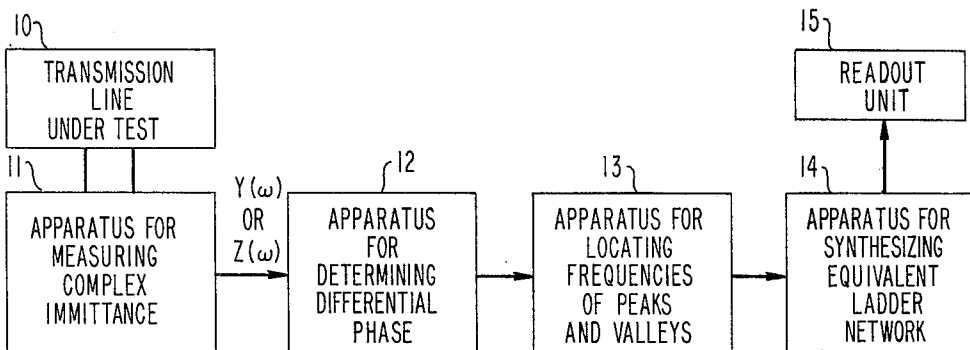 10
TRANSMISSION
LINE
UNDER TEST
11
APPARATUS FOR
MEASURING
COMPLEX
IMMITTANCE
Y(ω)
OR
Z(ω)
12
APPARATUS
FOR
DETERMINING
DIFFERENTIAL
PHASE
13
APPARATUS FOR
LOCATING
FREQUENCIES
OF PEAKS
AND VALLEYS
14
APPARATUS FOR
SYNTHESIZING
EQUIVALENT
LADDER
NETWORK
15
READOUT
UNIT